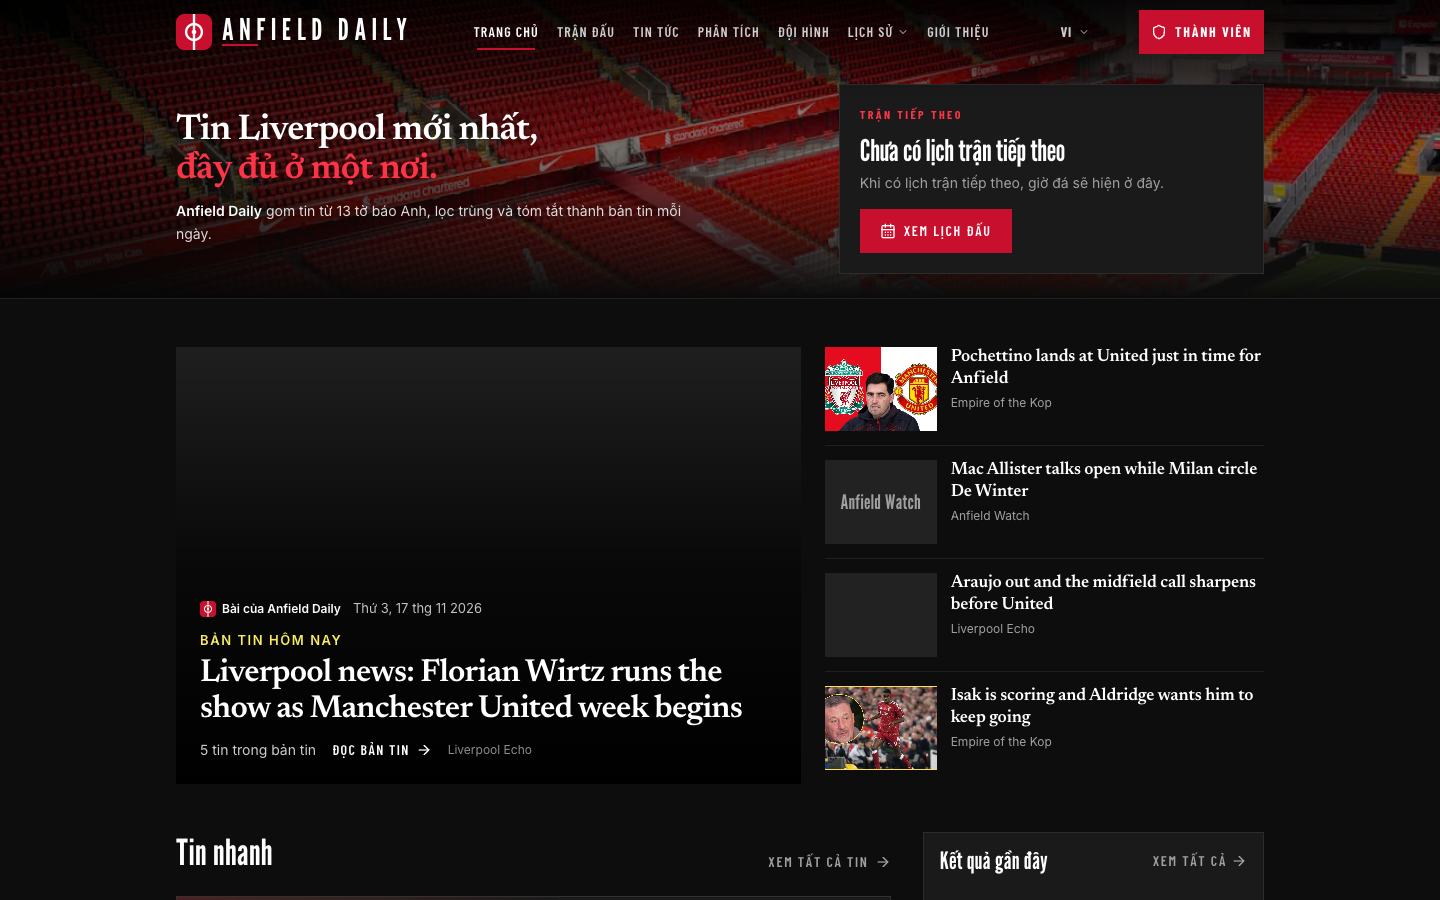 ANFIELD DAILY
TRANG CHỦ
TRẬN ĐẤU
TIN TỨC
PHÂN TÍCH
ĐỘI HÌNH
LỊCH SỬ
GIỚI THIỆU
VI
THÀNH VIÊN
Tin Liverpool mới nhất,
đầy đủ ở một nơi.
Anfield Daily gom tin từ 13 tờ báo Anh, lọc trùng và tóm tắt thành bản tin mỗi
ngày.
TRẬN TIẾP THEO
Chưa có lịch trận tiếp theo
Khi có lịch trận tiếp theo, giờ đá sẽ hiện ở đây.
XEM LỊCH ĐẤU
standard chartered
standard chartered
Bài của Anfield Daily
Thứ 3, 17 thg 11 2026
BẢN TIN HÔM NAY
Liverpool news: Florian Wirtz runs the
show as Manchester United week begins
5 tin trong bản tin
ĐỌC BẢN TIN
Liverpool Echo
Pochettino lands at United just in time for
Anfield
Empire of the Kop
Anfield Watch
Mac Allister talks open while Milan circle
De Winter
Anfield Watch
Araujo out and the midfield call sharpens
before United
Liverpool Echo
Isak is scoring and Aldridge wants him to
keep going
Empire of the Kop
Tin nhanh
XEM TẤT CẢ TIN
Kết quả gần đây
XEM TẤT CẢ